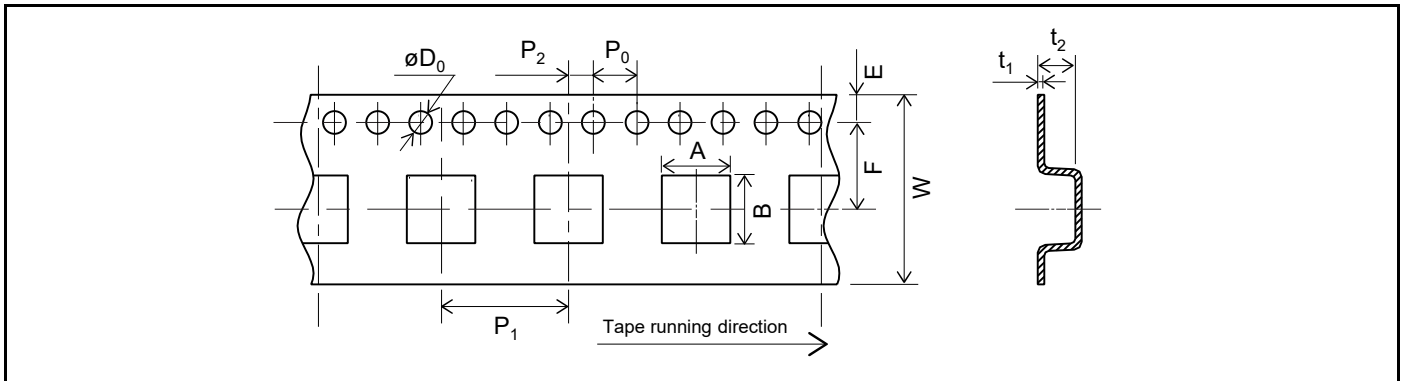 P2
P0
øD0
E
t2
t1
A
F
B
W
P1
Tape running direction